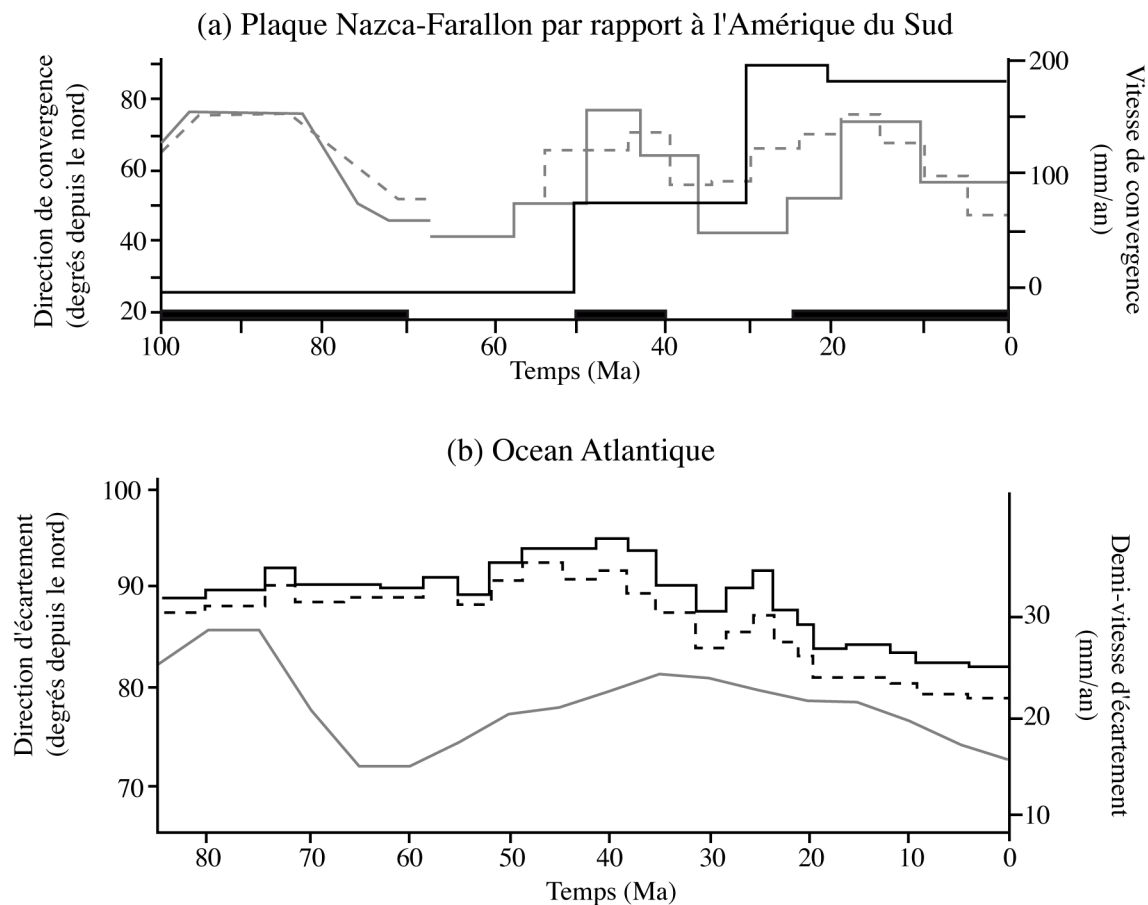 (a) Plaque Nazca-Farallon par rapport à l'Amérique du Sud
Direction de convergence
(degrés depuis le nord)
80
60
40
20
200
100
0
Vitesse de convergence
(mm/an)
100
80
60
40
20
0
Temps (Ma)
(b) Ocean Atlantique
Direction d'écartement
(degrés depuis le nord)
100
90
80
70
30
20
10
Demi-vitesse d'écartement
(mm/an)
80
70
60
50
40
30
20
10
0
Temps (Ma)